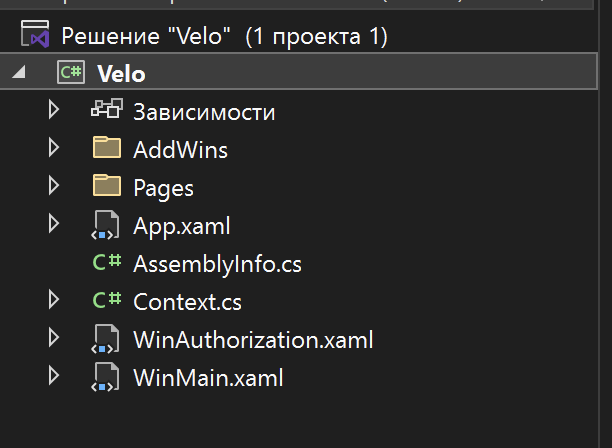 Решение "Velo" (1 проекта 1)
C# Velo
Зависимости
AddWins
Pages
App.xaml
C# AssemblyInfo.cs
C# Context.cs
WinAuthorization.xaml
WinMain.xaml